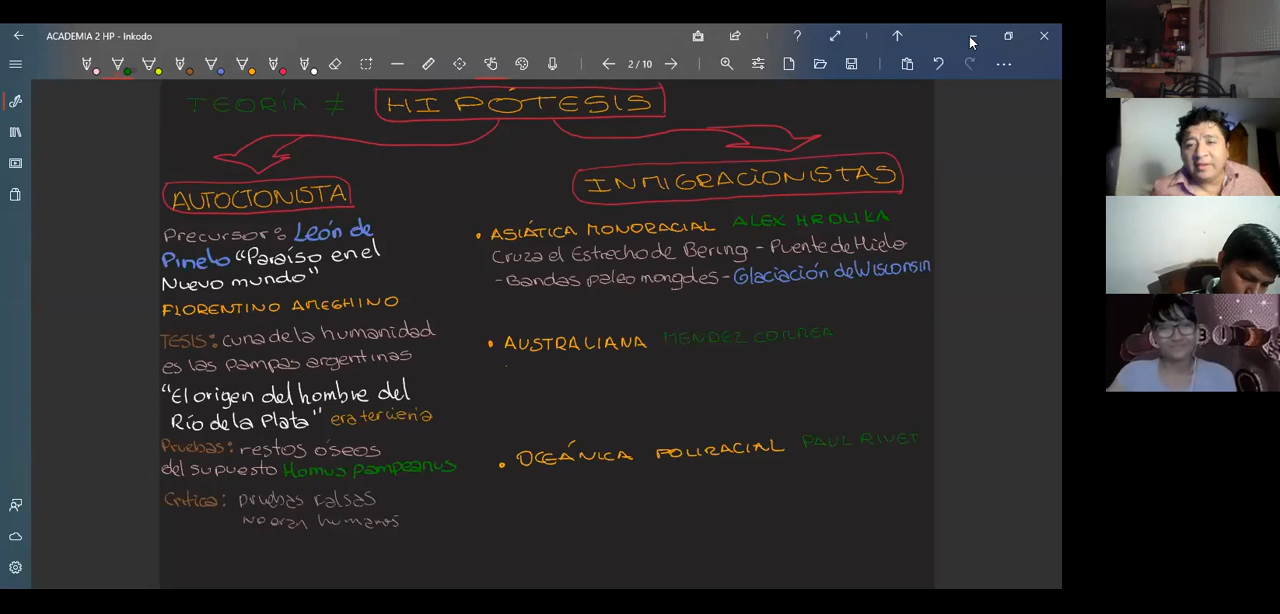 ACADEMIA 2 HP - Inkodo
2/10
TEORÍA ≠ HIPÓTESIS
AUTOCTONISTA
Precursor: León de
Pinelo "Paraíso en el
Nuevo mundo"
FLORENTINO AMEGHINO
TESIS: cuna de la humanidad
es las pampas argentinas
"El origen del hombre del
Río de la Plata" era terciaria
Pruebas: restos óseos
del supuesto Homus pampeanus
Crítica: pruebas falsas
no eran humanos
INMIGRACIONISTAS
• ASIÁTICA MONORACIAL ALEX HRDLIKA
Cruza el Estrecho de Bering - Puente de Hielo
- Bandas paleo mongoles - Glaciación de Wisconsin
• AUSTRALIANA MENDEZ CORREA
• OCEÁNICA POLIRACIAL PAUL RIVET